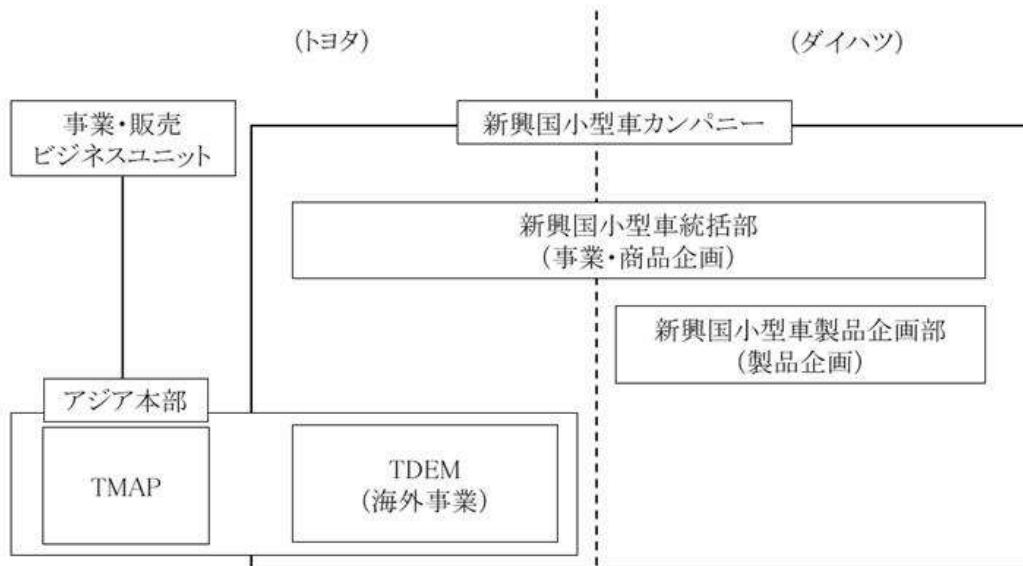 (トヨタ)
(ダイハツ)
事業・販売
ビジネスユニット
新興国小型車カンパニー
新興国小型車統括部
(事業・商品企画)
新興国小型車製品企画部
(製品企画)
アジア本部
TMAP
TDEM
(海外事業)